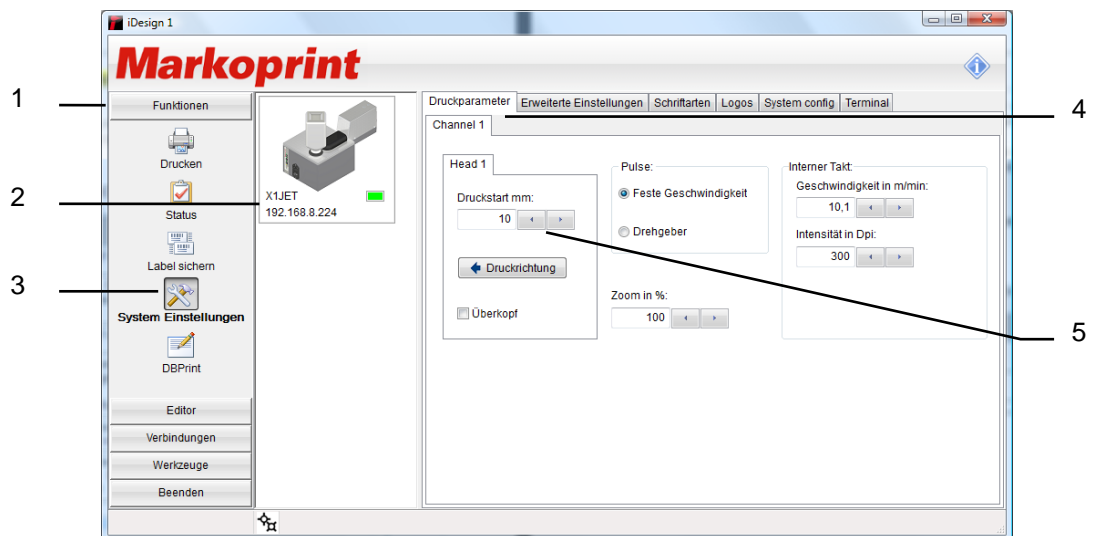 iDesign 1
Markoprint
1
Funktionen
Drucken
Status
Label sichern
System Einstellungen
DBPrint
Editor
Verbindungen
Werkzeuge
Beenden
2
X1JET
192.168.8.224
3
Druckparameter Erweiterte Einstellungen Schriftarten Logos System config Terminal
4
Channel 1
Head 1
Druckstart mm:
10
Druckrichtung
Überkopf
Pulse:
Feste Geschwindigkeit
Drehgeber
Zoom in %:
100
Interner Takt:
Geschwindigkeit in m/min:
10,1
Intensität in Dpi:
300
5